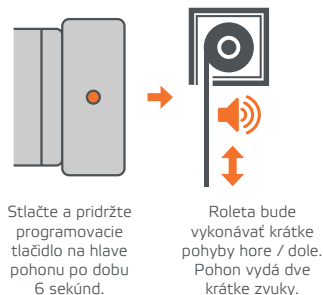 Stlačte a pridržte
programovacie
tlačidlo na hlave
pohonu po dobu
6 sekúnd.
Roleta bude
vykonávať krátke
pohyby hore / dole.
Pohon vydá dve
krátke zvuky.